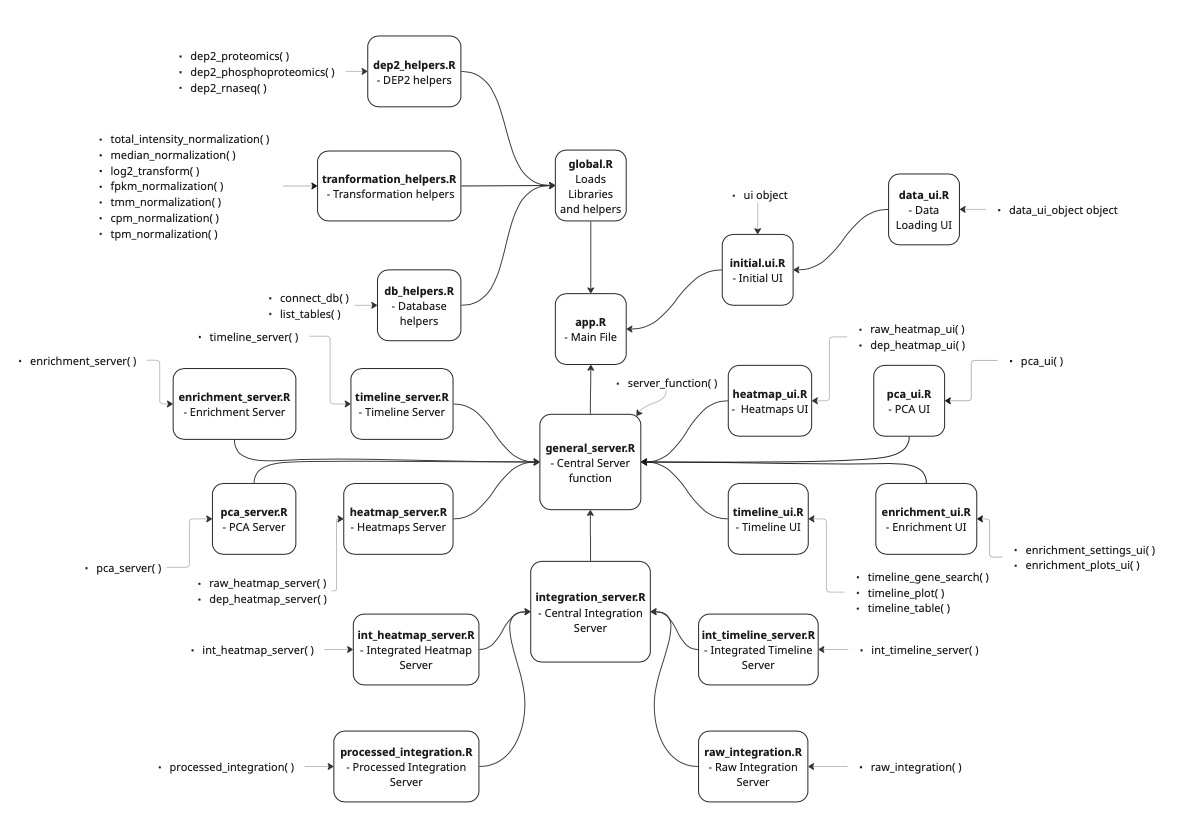 • dep2_proteomics( )
• dep2_phosphoproteomics( )
• dep2_rnaseq( )
dep2_helpers.R
- DEP2 helpers
• total_intensity_normalization( )
• median_normalization( )
• log2_transform( )
• fpkm_normalization( )
• tmm_normalization( )
• cpm_normalization( )
• tpm_normalization( )
tranformation_helpers.R
- Transformation helpers
global.R
Loads
Libraries
and helpers
• ui object
data_ui.R
- Data
Loading UI
• data_ui_object object
initial.ui.R
- Initial UI
• connect_db( )
• list_tables( )
db_helpers.R
- Database
helpers
app.R
- Main File
• timeline_server( )
• enrichment_server( )
enrichment_server.R
- Enrichment Server
timeline_server.R
- Timeline Server
• server_function( )
• raw_heatmap_ui( )
• dep_heatmap_ui( )
• pca_ui( )
heatmap_ui.R
- Heatmaps UI
pca_ui.R
- PCA UI
general_server.R
- Central Server
function
pca_server.R
- PCA Server
heatmap_server.R
- Heatmaps Server
timeline_ui.R
- Timeline UI
enrichment_ui.R
- Enrichment UI
• pca_server( )
• raw_heatmap_server( )
• dep_heatmap_server( )
• enrichment_settings_ui( )
• enrichment_plots_ui( )
• timeline_gene_search( )
• timeline_plot( )
• timeline_table( )
integration_server.R
- Central Integration
Server
• int_heatmap_server( )
int_heatmap_server.R
- Integrated Heatmap
Server
int_timeline_server.R
- Integrated Timeline
Server
• int_timeline_server( )
• processed_integration( )
processed_integration.R
- Processed Integration
Server
raw_integration.R
- Raw Integration
Server
• raw_integration( )